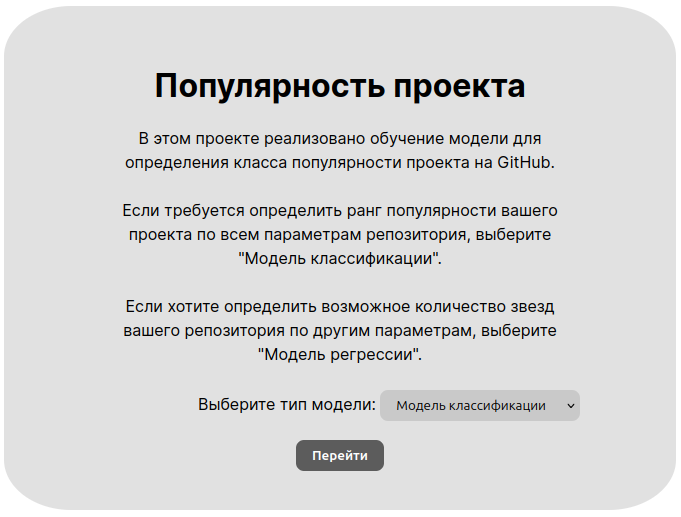 Популярность проекта
В этом проекте реализовано обучение модели для
определения класса популярности проекта на GitHub.
Если требуется определить ранг популярности вашего
проекта по всем параметрам репозитория, выберите
"Модель классификации".
Если хотите определить возможное количество звезд
вашего репозитория по другим параметрам, выберите
"Модель регрессии".
Выберите тип модели: Модель классификации
Перейти